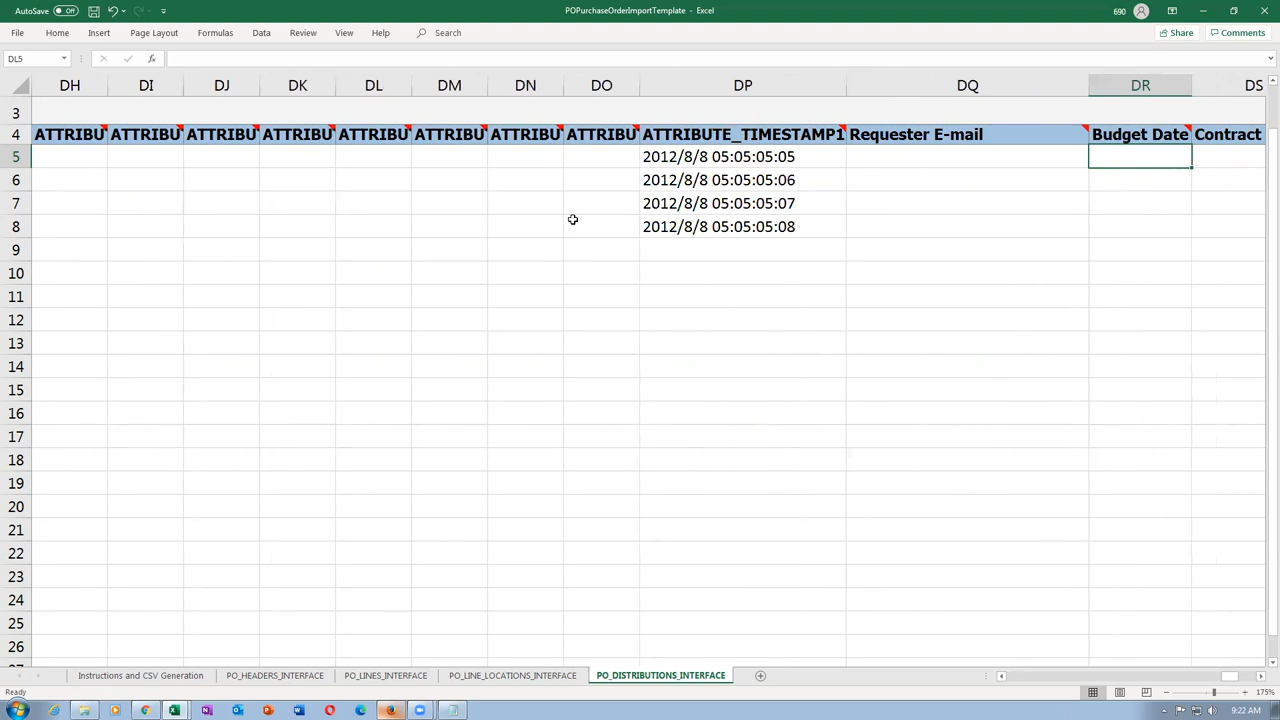 AutoSave Off
POPurchaseOrderImportTemplate - Excel
690
File Home Insert Draw Page Layout Formulas Data Review View Help Search
Share Comments
DL5
fx
DH DI DJ DK DL DM DN DO DP DQ DR DS
3
4 ATTRIBU ATTRIBU ATTRIBU ATTRIBU ATTRIBU ATTRIBU ATTRIBU ATTRIBU ATTRIBUTE_TIMESTAMP1 Requester E-mail Budget Date Contract
5 2012/8/8 05:05:05:05
6 2012/8/8 05:05:05:06
7 2012/8/8 05:05:05:07
8 2012/8/8 05:05:05:08
9
10
11
12
13
14
15
16
17
18
19
20
21
22
23
24
25
26
Instructions and CSV Generation PO_HEADERS_INTERFACE PO_LINES_INTERFACE PO_LINE_LOCATIONS_INTERFACE PO_DISTRIBUTIONS_INTERFACE
Ready
175%
9:22 AM